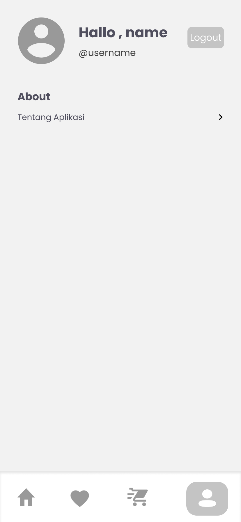 Hallo , name
Logout
@username
About
Tentang Aplikasi